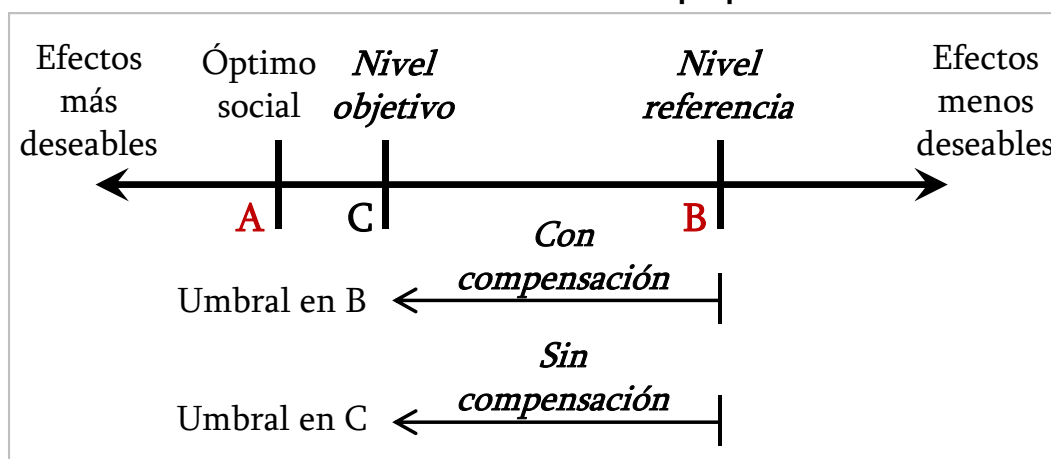 Efectos
más
deseables
Óptimo
social
Nivel
objetivo
Nivel
referencia
Efectos
menos
deseables
A
C
B
Con
compensación
Umbral en B
Sin
compensación
Umbral en C